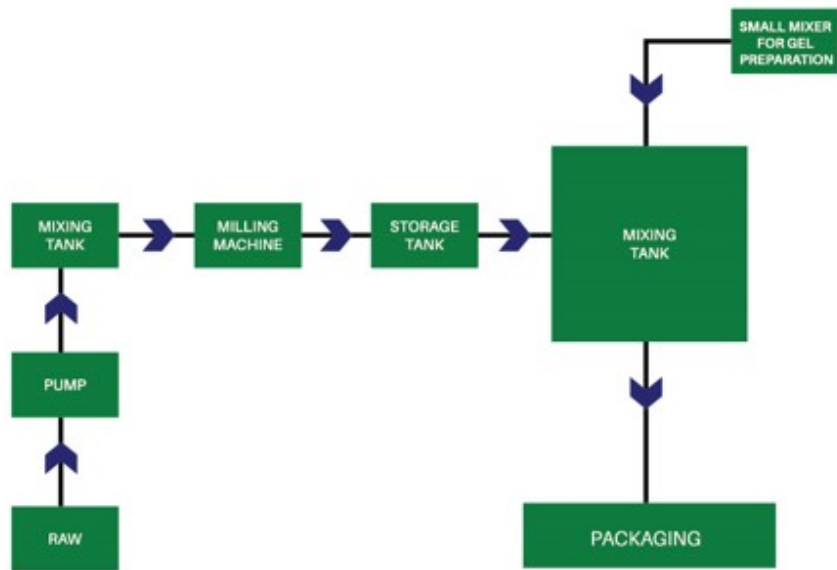 SMALL MIXER
FOR GEL
PREPARATION
MIXING
TANK
MILLING
MACHINE
STORAGE
TANK
MIXING
TANK
PUMP
RAW
PACKAGING